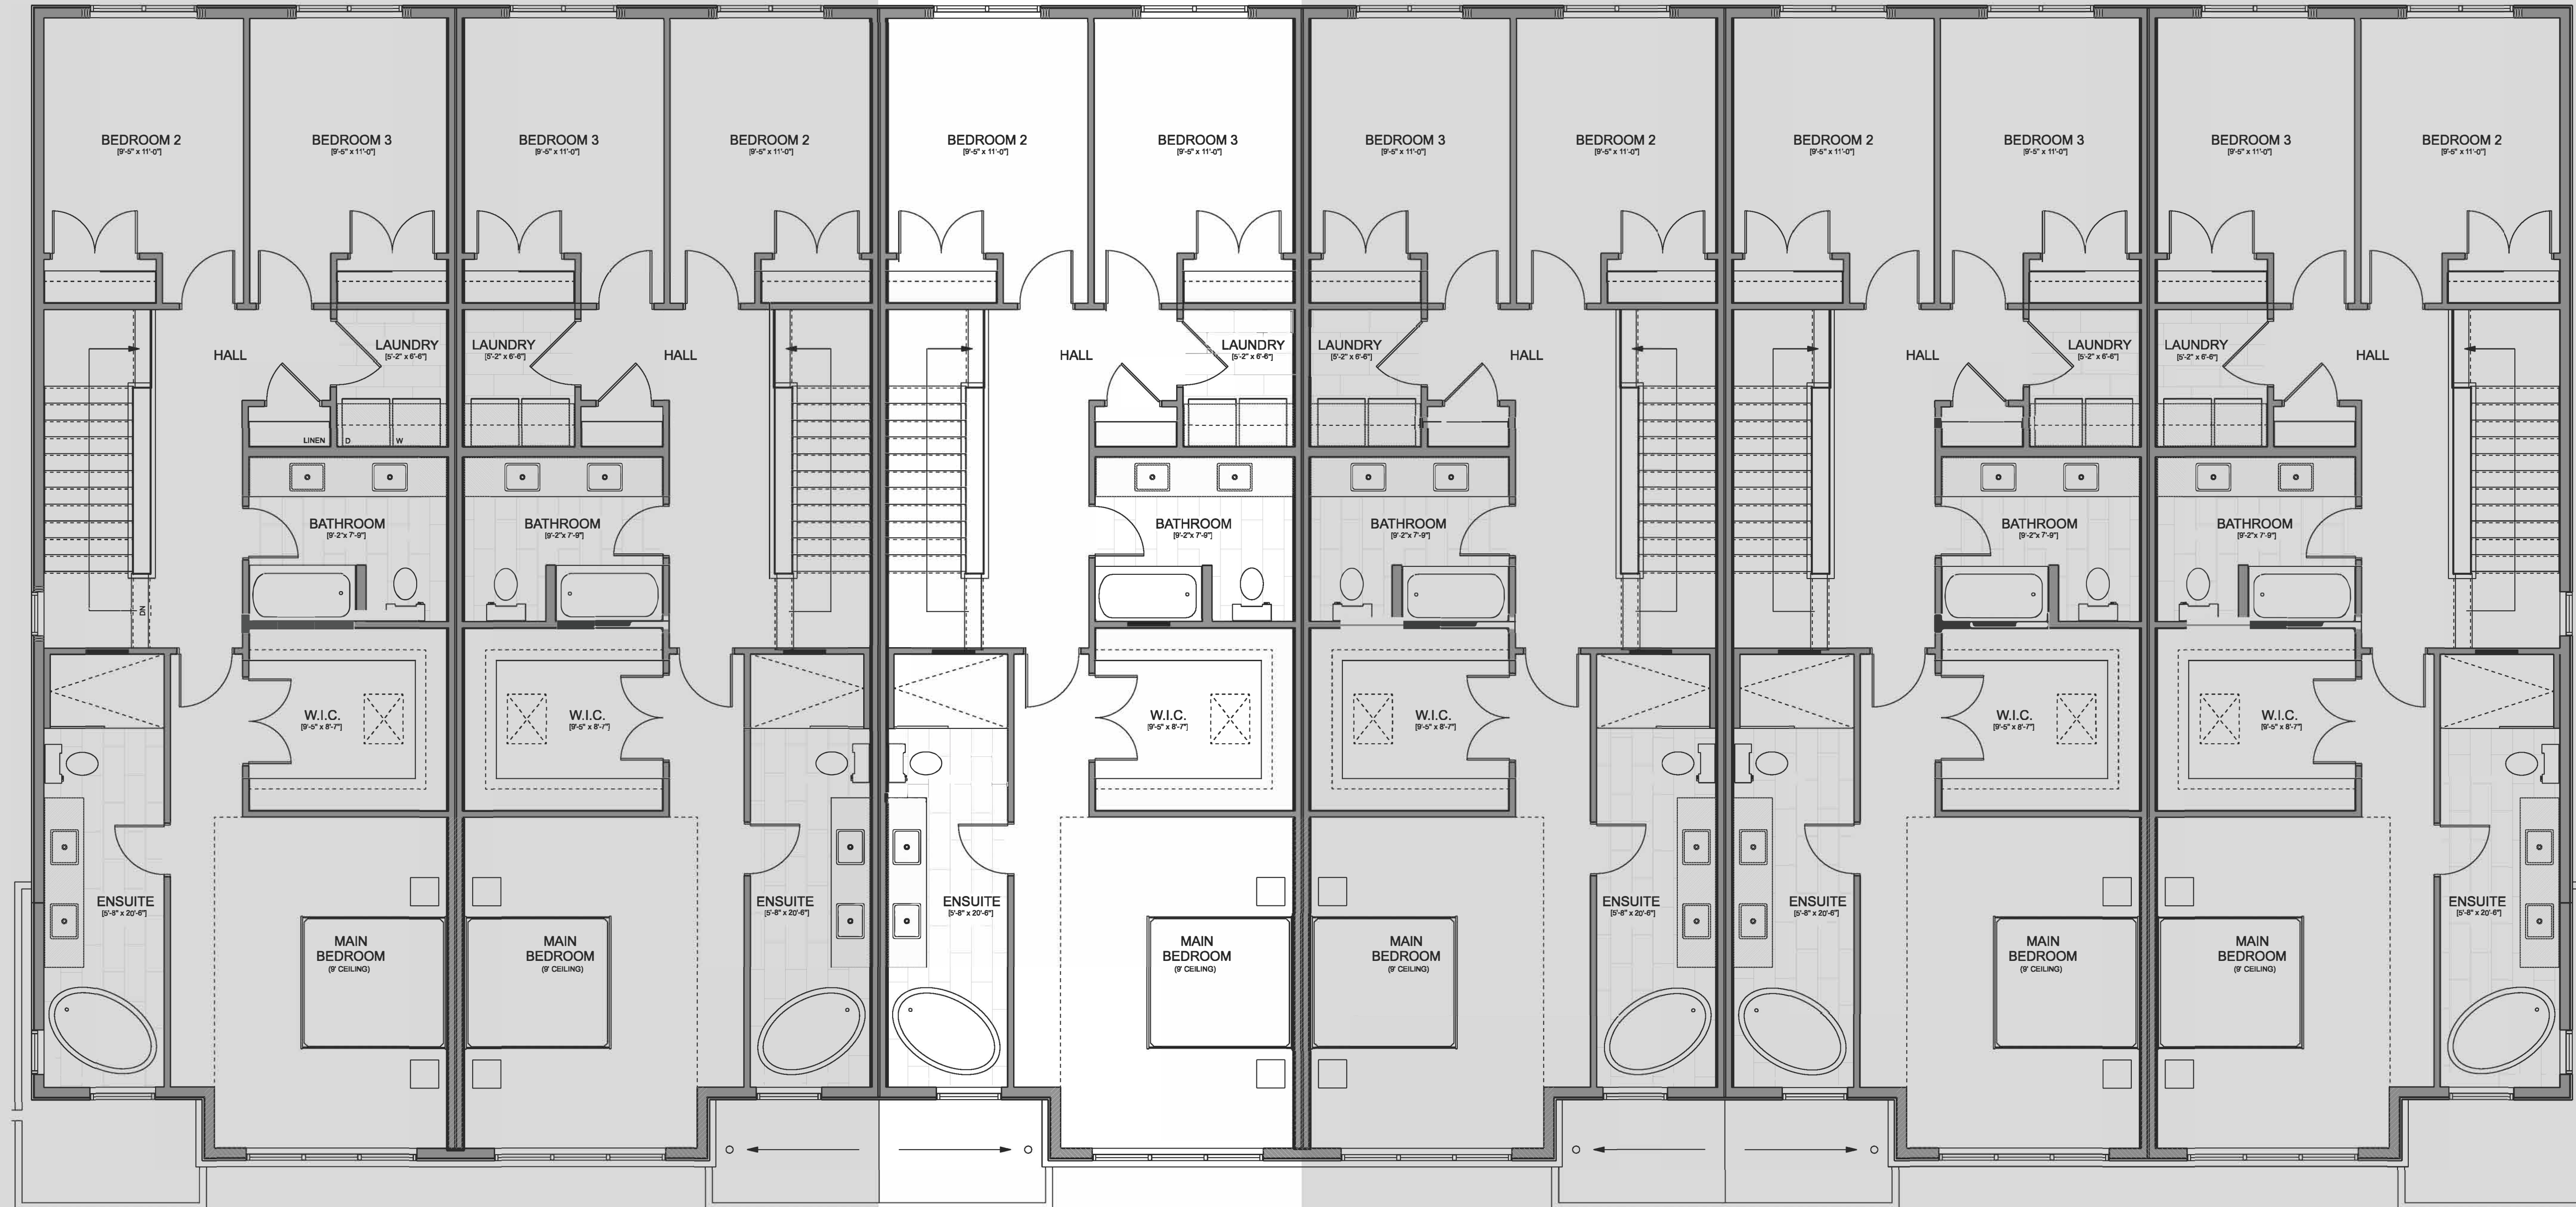 BEDROOM 2
[9'-5" x 11'-0"]
BEDROOM 3
[9'-5" x 11'-0"]
BEDROOM 3
[9'-5" x 11'-0"]
BEDROOM 2
[9'-5" x 11'-0"]
BEDROOM 2
[9'-5" x 11'-0"]
BEDROOM 3
[9'-5" x 11'-0"]
BEDROOM 3
[9'-5" x 11'-0"]
BEDROOM 2
[9'-5" x 11'-0"]
BEDROOM 2
[9'-5" x 11'-0"]
BEDROOM 3
[9'-5" x 11'-0"]
BEDROOM 3
[9'-5" x 11'-0"]
BEDROOM 2
[9'-5" x 11'-0"]
HALL
LAUNDRY
[5'-2" x 6'-6"]
LAUNDRY
[5'-2" x 6'-6"]
HALL
HALL
LAUNDRY
[5'-2" x 6'-6"]
LAUNDRY
[5'-2" x 6'-6"]
HALL
HALL
LAUNDRY
[5'-2" x 6'-6"]
LAUNDRY
[5'-2" x 6'-6"]
HALL
LINEN
D
W
BATHROOM
[9'-2"x 7'-9"]
BATHROOM
[9'-2"x 7'-9"]
BATHROOM
[9'-2"x 7'-9"]
BATHROOM
[9'-2"x 7'-9"]
BATHROOM
[9'-2"x 7'-9"]
BATHROOM
[9'-2"x 7'-9"]
DN
W.I.C.
[9'-5" x 8'-7"]
W.I.C.
[9'-5" x 8'-7"]
W.I.C.
[9'-5" x 8'-7"]
W.I.C.
[9'-5" x 8'-7"]
W.I.C.
[9'-5" x 8'-7"]
W.I.C.
[9'-5" x 8'-7"]
ENSUITE
[5'-8" x 20'-6"]
ENSUITE
[5'-8" x 20'-6"]
ENSUITE
[5'-8" x 20'-6"]
ENSUITE
[5'-8" x 20'-6"]
ENSUITE
[5'-8" x 20'-6"]
ENSUITE
[5'-8" x 20'-6"]
MAIN
BEDROOM
(9' CEILING)
MAIN
BEDROOM
(9' CEILING)
MAIN
BEDROOM
(9' CEILING)
MAIN
BEDROOM
(9' CEILING)
MAIN
BEDROOM
(9' CEILING)
MAIN
BEDROOM
(9' CEILING)